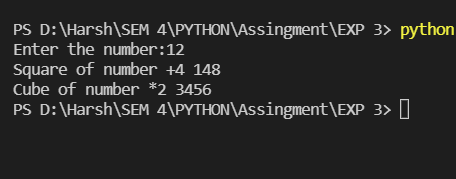 PS D:\Harsh\SEM 4\PYTHON\Assingment\EXP 3> python
Enter the number:12
Square of number +4 148
Cube of number *2 3456
PS D:\Harsh\SEM 4\PYTHON\Assingment\EXP 3>